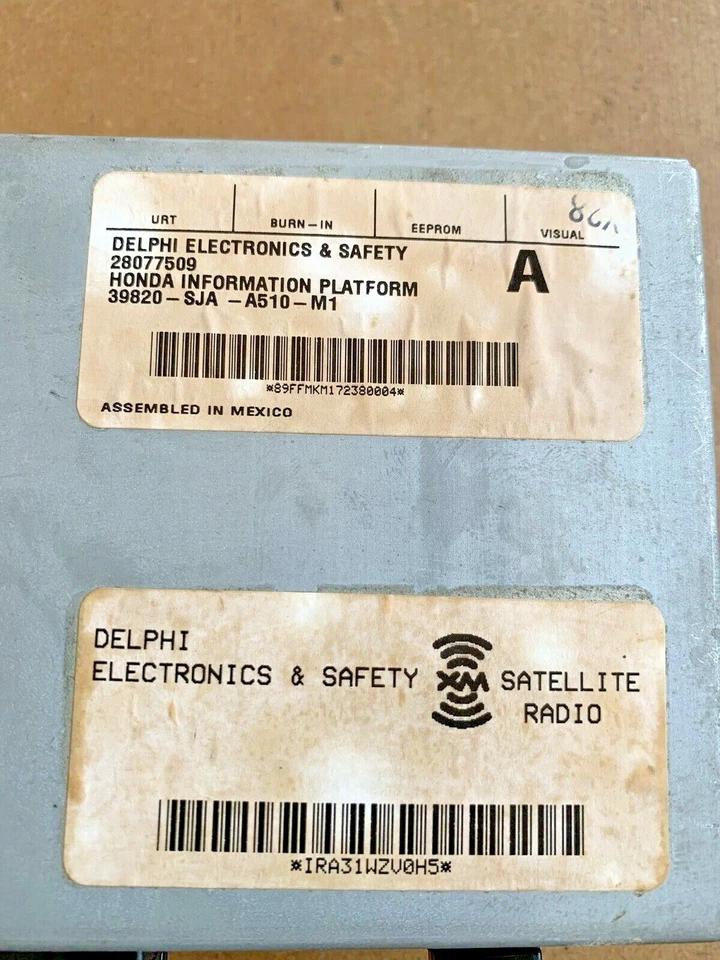 URT BURN-IN EEPROM VISUAL
DELPHI ELECTRONICS & SAFETY
28077509
A
HONDA INFORMATION PLATFORM
39820-SJA -A510-M1
*89FFMKM172380004*
ASSEMBLED IN MEXICO
DELPHI
ELECTRONICS & SAFETY XM SATELLITE
RADIO
*IRA31WZV0H5*